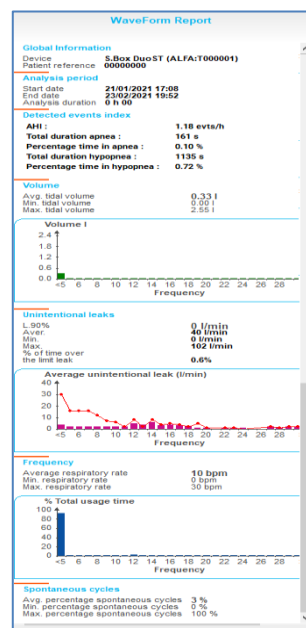 WaveForm Report
Global Information
Device S.Box DuoST (ALFA:T000001)
Patient reference 00000000
Analysis period
Start date 21/01/2021 17:08
End date 23/02/2021 19:52
Analysis duration 0 h 00
Detected events index
AHI : 1.18 evts/h
Total duration apnea : 161 s
Percentage time in apnea : 0.10 %
Total duration hypopnea : 1135 s
Percentage time in hypopnea : 0.72 %
Volume
Avg. tidal volume 0.33 l
Min. tidal volume 0.00 l
Max. tidal volume 2.55 l
Volume l
2.4
1.8
1.2
0.6
0.0
<5 6 8 10 12 14 16 18 20 22 24 26 28
Frequency
Unintentional leaks
L.90% 0 l/min
Aver. 40 l/min
Min. 0 l/min
Max. 102 l/min
% of time over
the limit leak 0.6%
Average unintentional leak (l/min)
40
30
20
10
0
<5 6 8 10 12 14 16 18 20 22 24 26 28
Frequency
Frequency
Average respiratory rate 10 bpm
Min. respiratory rate 0 bpm
Max. respiratory rate 30 bpm
% Total usage time
100
80
60
40
20
0
<5 6 8 10 12 14 16 18 20 22 24 26 28
Frequency
Spontaneous cycles
Avg. percentage spontaneous cycles 3 %
Min. percentage spontaneous cycles 0 %
Max. percentage spontaneous cycles 100 %